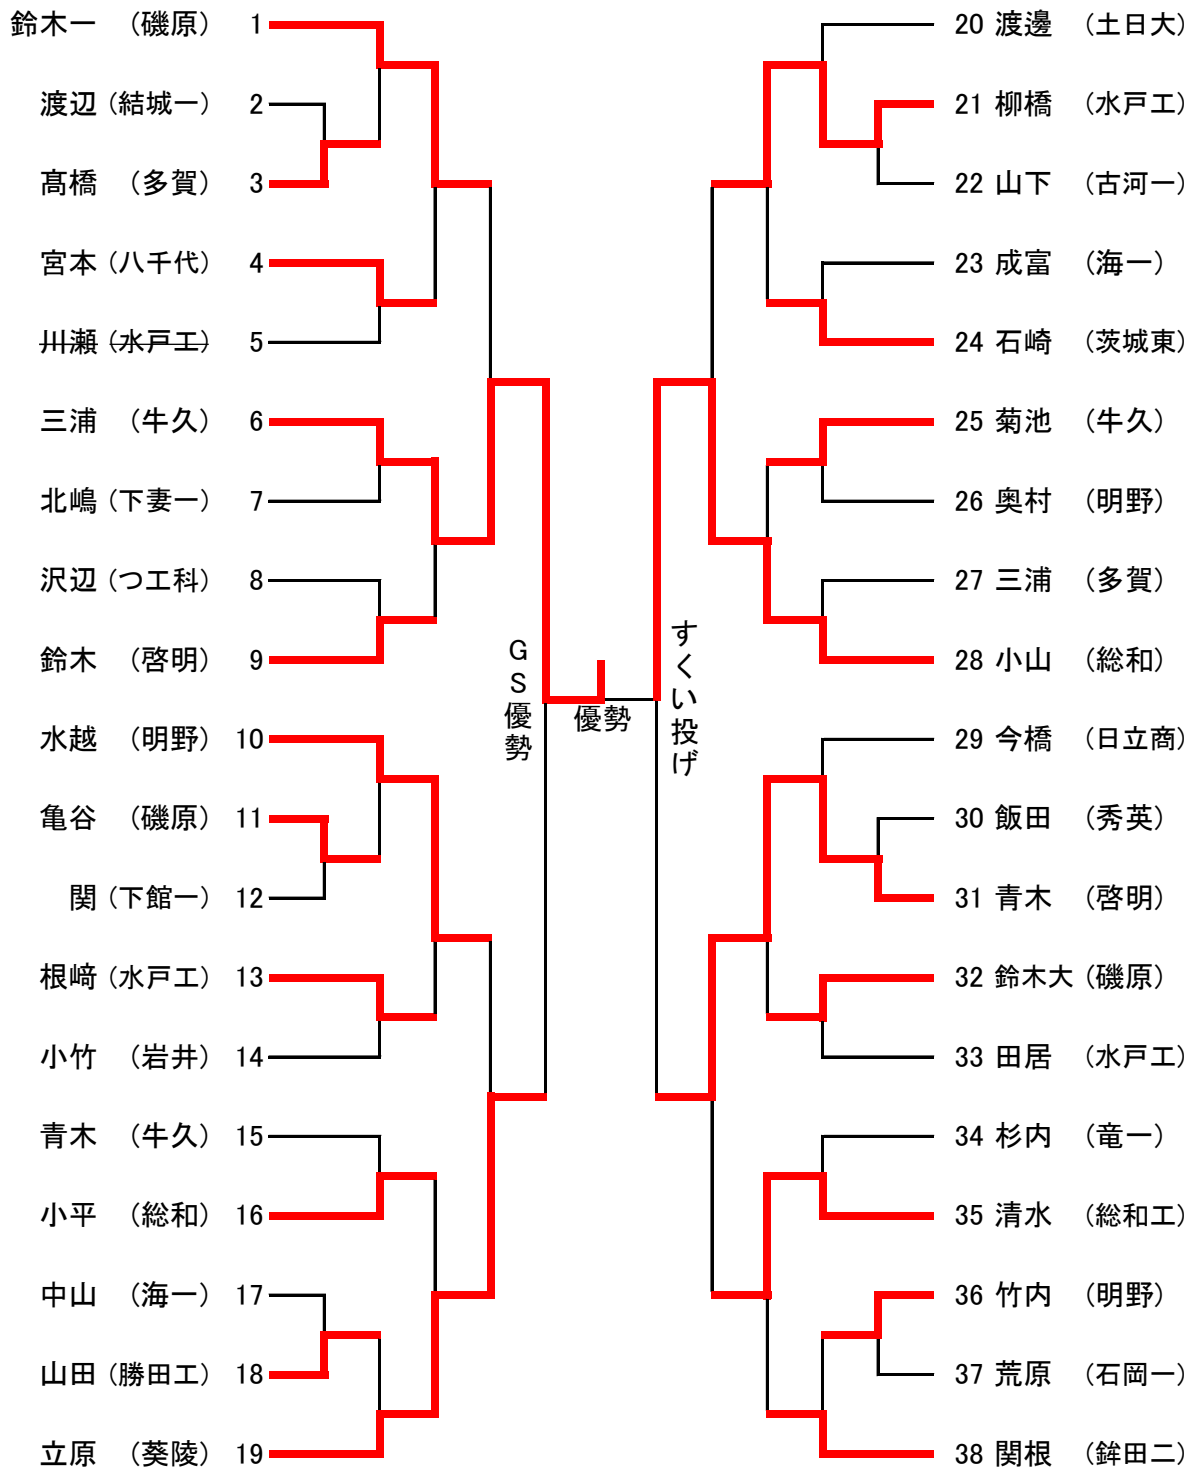 鈴木一 （磯原） 1
渡辺 （結城一） 2
髙橋 （多賀） 3
宮本 （八千代） 4
川瀬 （水戸工） 5
三浦 （牛久） 6
北嶋 （下妻一） 7
沢辺 （つ工科） 8
鈴木 （啓明） 9
水越 （明野） 10
亀谷 （磯原） 11
関 （下館一） 12
根﨑 （水戸工） 13
小竹 （岩井） 14
青木 （牛久） 15
小平 （総和） 16
中山 （海一） 17
山田 （勝田工） 18
立原 （葵陵） 19
GS優勢
優勢
すくい投げ
20 渡邊 （土日大）
21 柳橋 （水戸工）
22 山下 （古河一）
23 成富 （海一）
24 石崎 （茨城東）
25 菊池 （牛久）
26 奥村 （明野）
27 三浦 （多賀）
28 小山 （総和）
29 今橋 （日立商）
30 飯田 （秀英）
31 青木 （啓明）
32 鈴木大 （磯原）
33 田居 （水戸工）
34 杉内 （竜一）
35 清水 （総和工）
36 竹内 （明野）
37 荒原 （石岡一）
38 関根 （鉾田二）